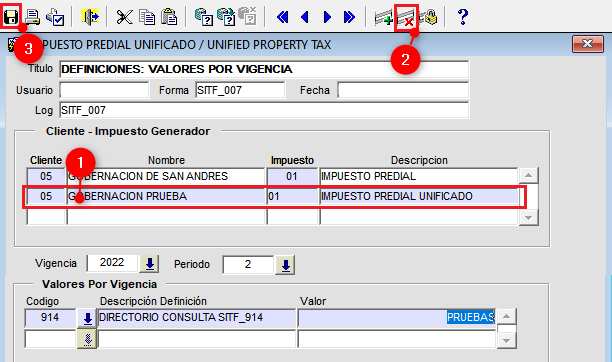 ?
3
2
PUESTO PREDIAL UNIFICADO / UNIFIED PROPERTY TAX
Titulo DEFINICIONES: VALORES POR VIGENCIA
Usuario Forma SITF_007 Fecha
Log SITF_007
Cliente - Impuesto Generador
1
Cliente Nombre Impuesto Descripcion
05 GOBERNACION DE SAN ANDRES 01 IMPUESTO PREDIAL
05 GOBERNACION PRUEBA 01 IMPUESTO PREDIAL UNIFICADO
Vigencia 2022 Periodo 2
Valores Por Vigencia
Codigo Descripción Definición Valor
914 DIRECTORIO CONSULTA SITF_914 PRUEBAS